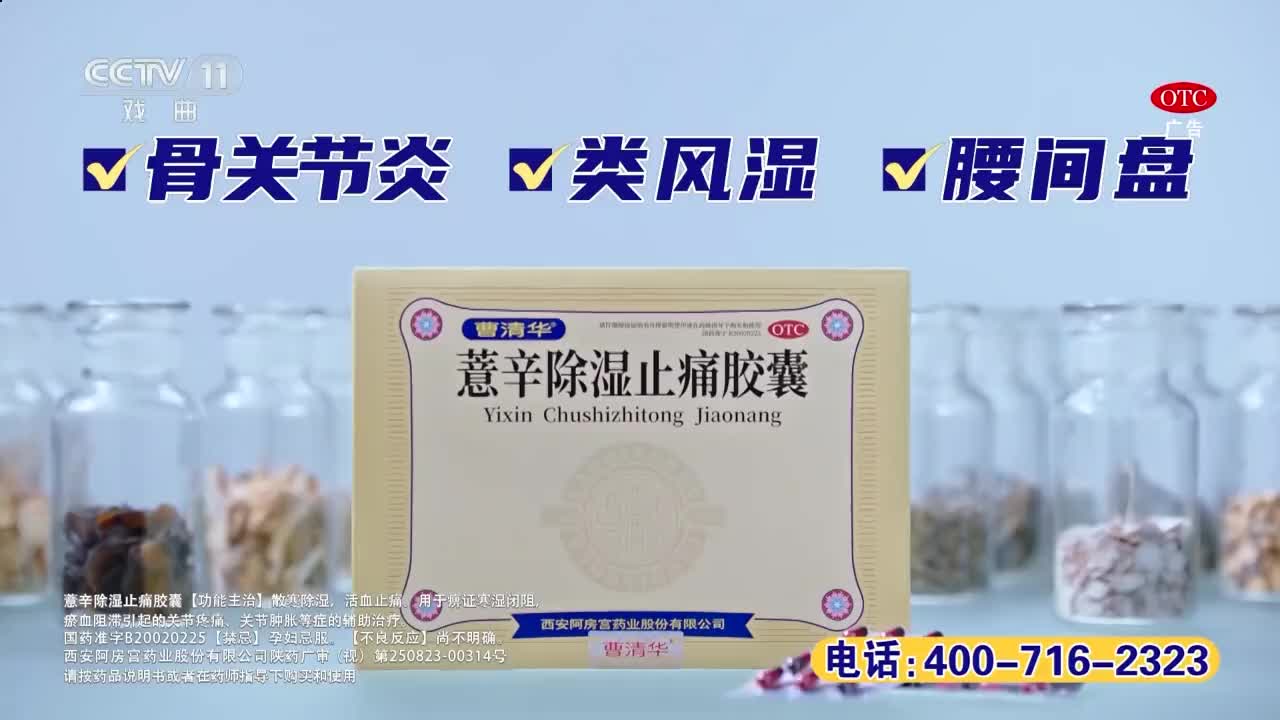 CCTV 11
戏曲
OTC
广告
骨关节炎 类风湿 腰间盘
曹清华®
OTC
薏辛除湿止痛胶囊
Yixin Chushizhitong Jiaonang
西安阿房宫药业股份有限公司
曹清华®
薏辛除湿止痛胶囊【功能主治】散寒除湿，活血止痛。用于痹证寒湿闭阻，
瘀血阻滞引起的关节疼痛、关节肿胀等症的辅助治疗。
国药准字B20020225【禁忌】孕妇忌服。【不良反应】尚不明确。
西安阿房宫药业股份有限公司陕药广审（视）第250823-00314号
请按药品说明书或者在药师指导下购买和使用
电话:400-716-2323